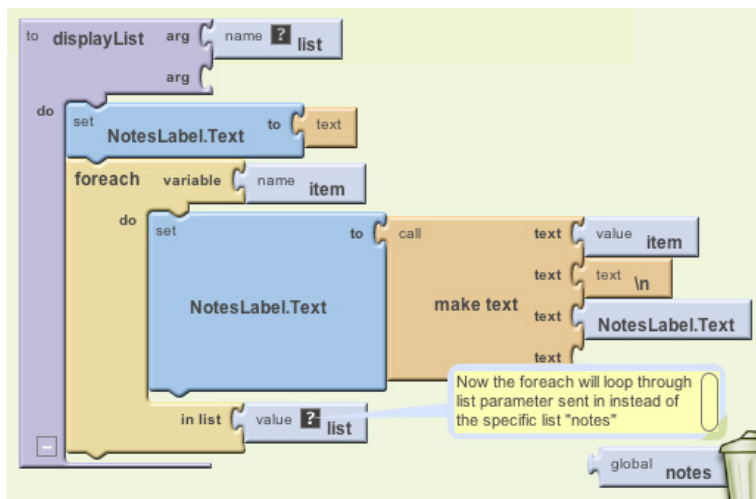 to displayList arg name ? list
arg
do
set NotesLabel.Text to text
foreach variable name item
do
set NotesLabel.Text to call make text text value item
text text \n
text NotesLabel.Text
text
in list value ? list
Now the foreach will loop through
list parameter sent in instead of
the specific list "notes"
global notes